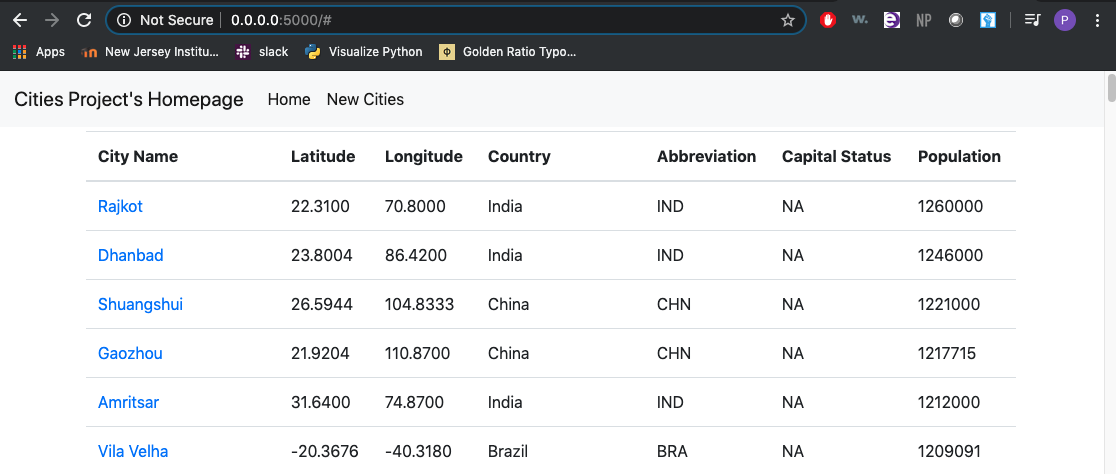 Not Secure | 0.0.0.0:5000/#
w. NP P
Apps New Jersey Institu... slack Visualize Python Golden Ratio Typo...
Cities Project's Homepage Home New Cities
City Name Latitude Longitude Country Abbreviation Capital Status Population
Rajkot 22.3100 70.8000 India IND NA 1260000
Dhanbad 23.8004 86.4200 India IND NA 1246000
Shuangshui 26.5944 104.8333 China CHN NA 1221000
Gaozhou 21.9204 110.8700 China CHN NA 1217715
Amritsar 31.6400 74.8700 India IND NA 1212000
Vila Velha -20.3676 -40.3180 Brazil BRA NA 1209091